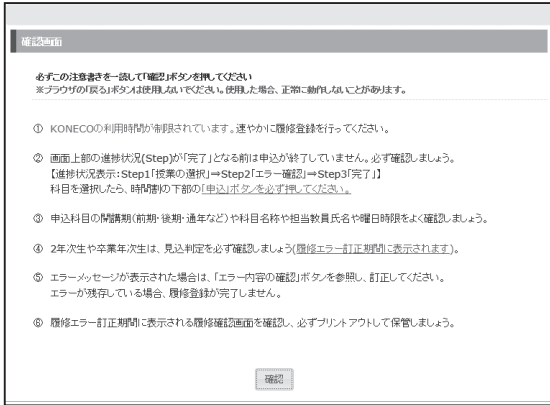 確認画面
必ずこの注意書きを一読して「確認」ボタンを押してください
※ブラウザの「戻る」ボタンは使用しないでください。使用した場合、正常に動作しないことがあります。
① KONECOの利用時間が制限されています。速やかに履修登録を行ってください。
② 画面上部の進捗状況(Step)が「完了」となる前は申込が終了していません。必ず確認しましょう。
【進捗状況表示:Step1「授業の選択」⇒Step2「エラー確認」⇒Step3「完了」】
科目を選択したら、時間割の下部の「申込」ボタンを必ず押してください。
③ 申込科目の開講期(前期・後期・通年など)や科目名称や担当教員氏名や曜日時限をよく確認しましょう。
④ 2年次生や卒業年次生は、見込判定を必ず確認しましょう(履修エラー訂正期間に表示されます)。
⑤ エラーメッセージが表示された場合は、「エラー内容の確認」ボタンを参照し、訂正してください。
エラーが残存している場合、履修登録が完了しません。
⑥ 履修エラー訂正期間に表示される履修確認画面を確認し、必ずプリントアウトして保管しましょう。
確認